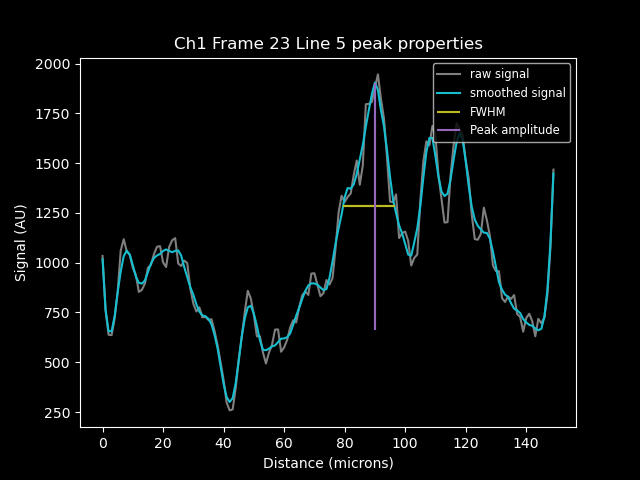 Ch1 Frame 23 Line 5 peak properties
raw signal
smoothed signal
FWHM
Peak amplitude
Signal (AU)
2000
1750
1500
1250
1000
750
500
250
0 20 40 60 80 100 120 140
Distance (microns)